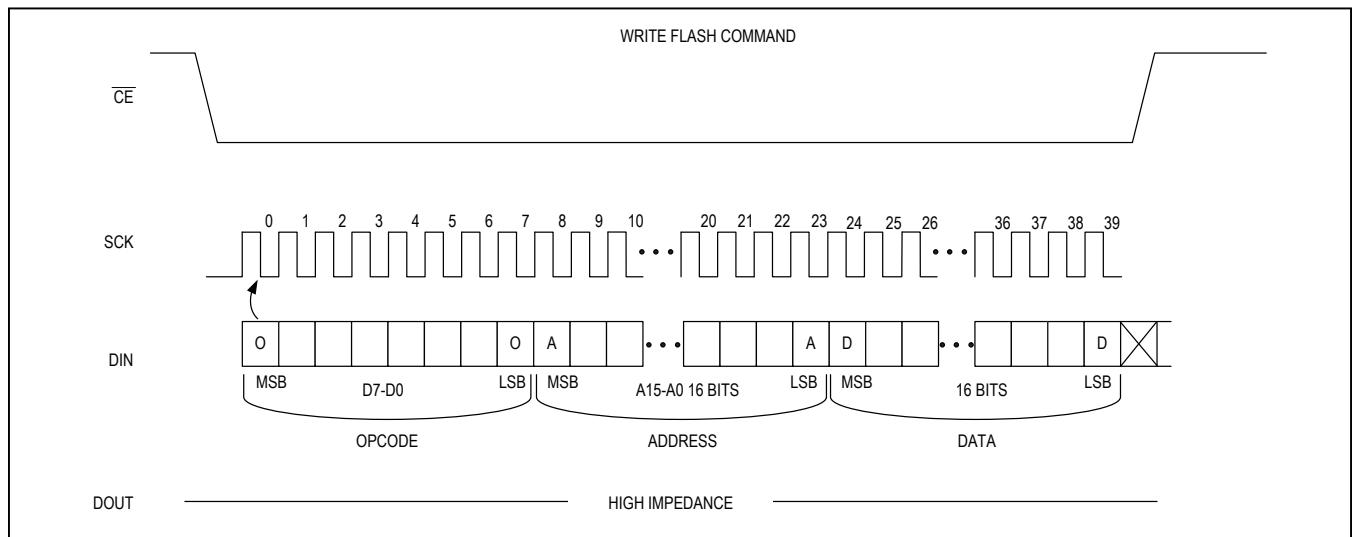 WRITE FLASH COMMAND
CE
0 1 2 3 4 5 6 7 8 9 10 20 21 22 23 24 25 26 36 37 38 39
SCK
DIN
O O A A D D
MSB D7-D0 LSB MSB A15-A0 16 BITS LSB MSB 16 BITS LSB
OPCODE ADDRESS DATA
DOUT HIGH IMPEDANCE